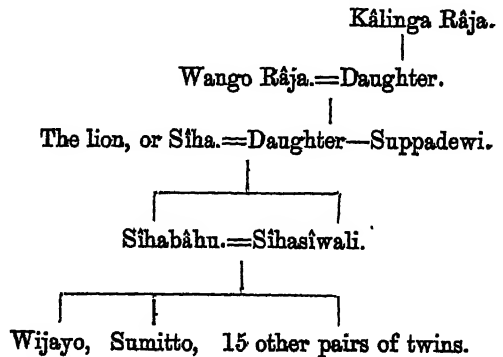 Kâlinga Râja.
Wango Râja.=Daughter.
The lion, or Sîha.=Daughter—Suppadewi.
Sîhabâhu.=Sîhasîwali.
Wijayo, Sumitto, 15 other pairs of twins.